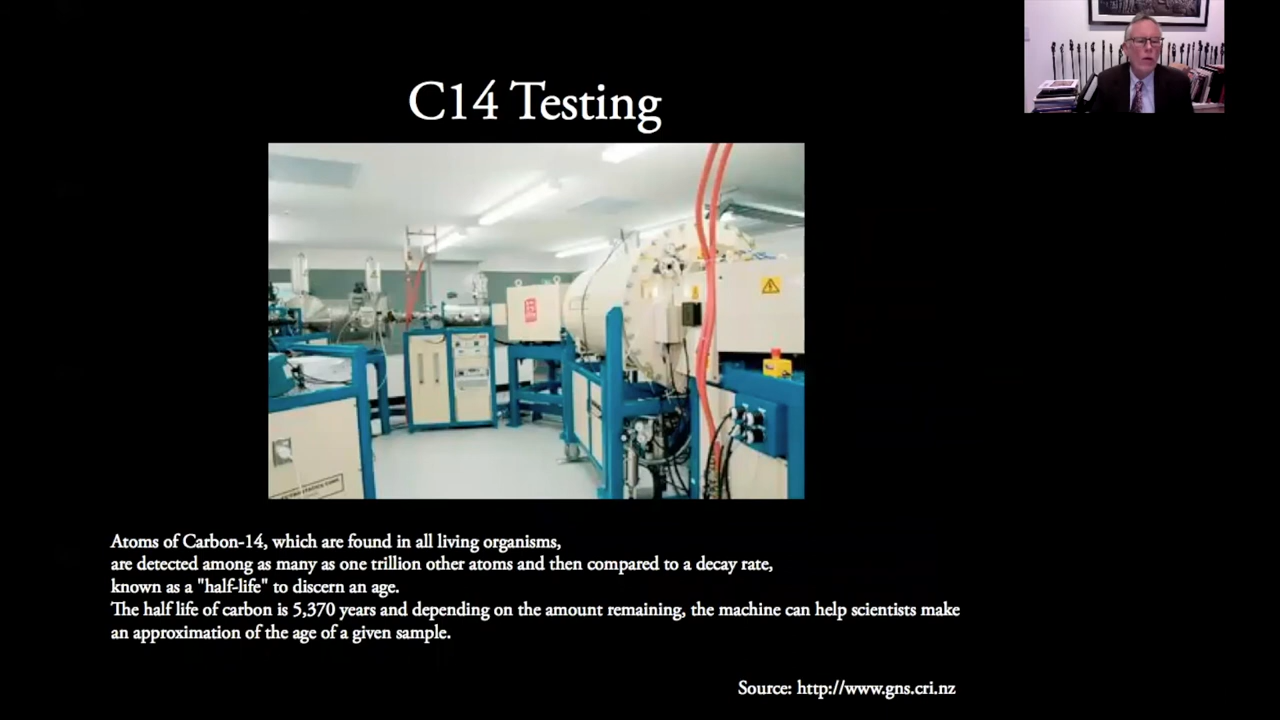 C14 Testing
Atoms of Carbon-14, which are found in all living organisms,
are detected among as many as one trillion other atoms and then compared to a decay rate,
known as a "half-life" to discern an age.
The half life of carbon is 5,370 years and depending on the amount remaining, the machine can help scientists make
an approximation of the age of a given sample.
Source: http://www.gns.cri.nz